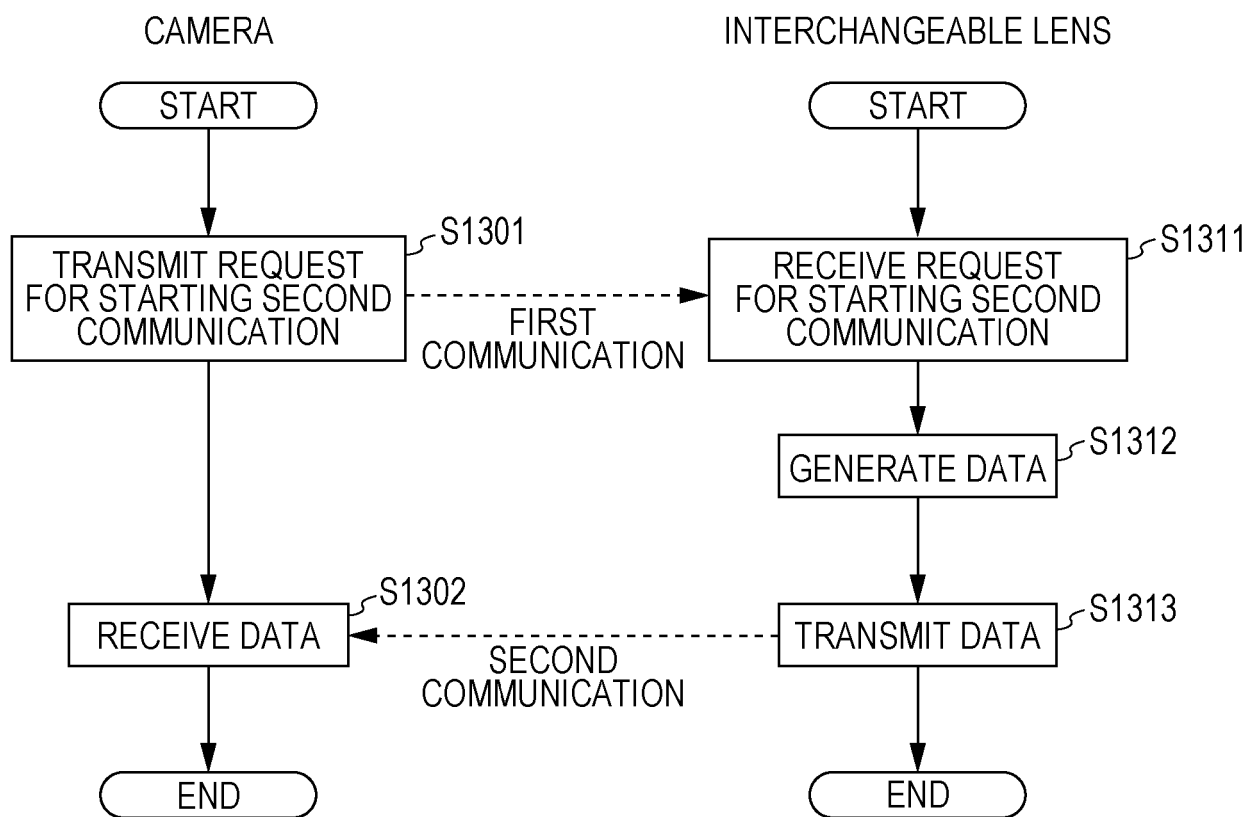 CAMERA
INTERCHANGEABLE LENS
START
START
S1301
TRANSMIT REQUEST
FOR STARTING SECOND
COMMUNICATION
S1311
RECEIVE REQUEST
FOR STARTING SECOND
COMMUNICATION
FIRST
COMMUNICATION
S1312
GENERATE DATA
S1302
RECEIVE DATA
S1313
TRANSMIT DATA
SECOND
COMMUNICATION
END
END